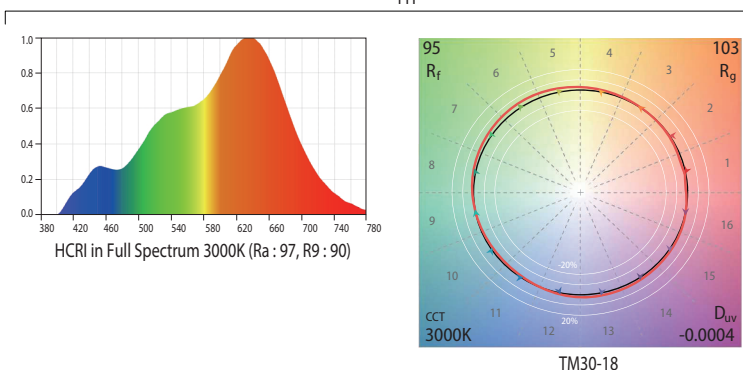 1.0
0.8
0.6
0.4
0.2
0.0
380 420 460 500 540 580 620 660 700 740 780
HCRI in Full Spectrum 3000K (Ra : 97, R9 : 90)
95 103
Rf Rg
5 4
6 3
7 2
8 1
9 16
10 15
11 14
12 13
-20%
20%
CCT Duv
3000K -0.0004
TM30-18